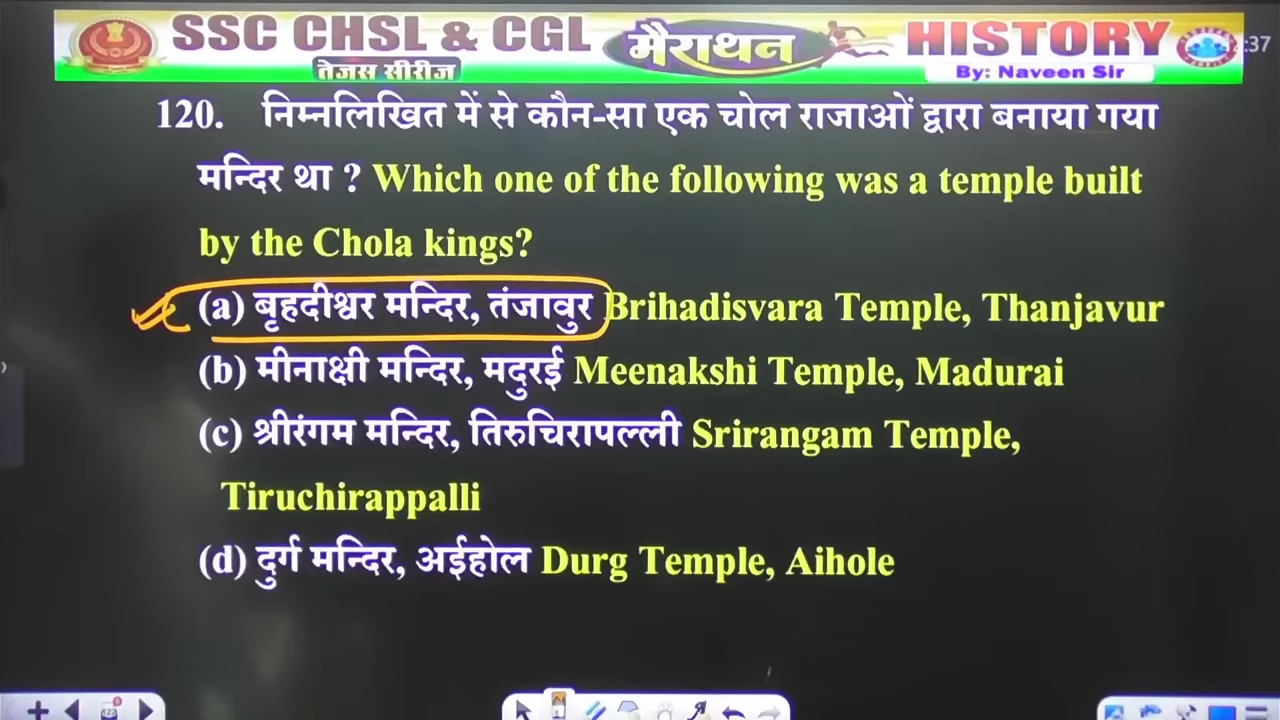 SSC CHSL & CGL मैराथन HISTORY
तेजस सीरीज By: Naveen Sir
120. निम्नलिखित में से कौन-सा एक चोल राजाओं द्वारा बनाया गया
मन्दिर था ? Which one of the following was a temple built
by the Chola kings?
(a) बृहदीश्वर मन्दिर, तंजावुर Brihadisvara Temple, Thanjavur
(b) मीनाक्षी मन्दिर, मदुरई Meenakshi Temple, Madurai
(c) श्रीरंगम मन्दिर, तिरुचिरापल्ली Srirangam Temple,
Tiruchirappalli
(d) दुर्ग मन्दिर, अईहोल Durg Temple, Aihole